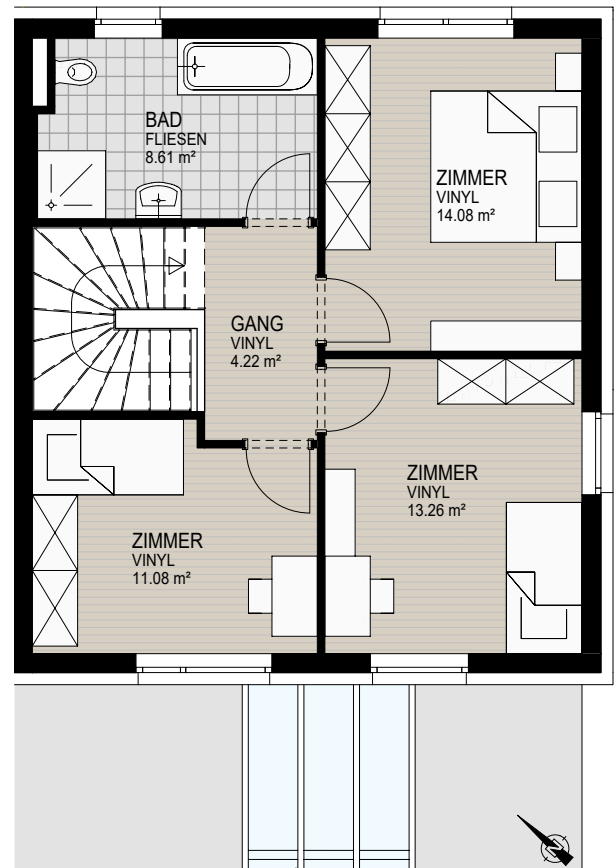 BAD
FLIESEN
8.61 m²
ZIMMER
VINYL
14.08 m²
GANG
VINYL
4.22 m²
ZIMMER
VINYL
13.26 m²
ZIMMER
VINYL
11.08 m²
N